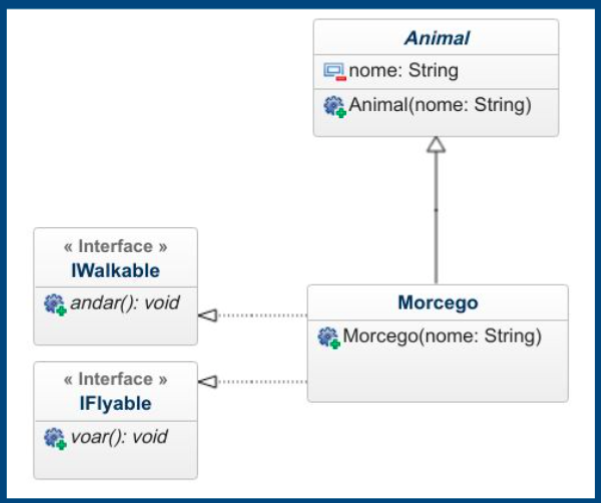 Animal
nome: String
Animal(nome: String)
« Interface »
IWalkable
andar(): void
Morcego
Morcego(nome: String)
« Interface »
IFlyable
voar(): void